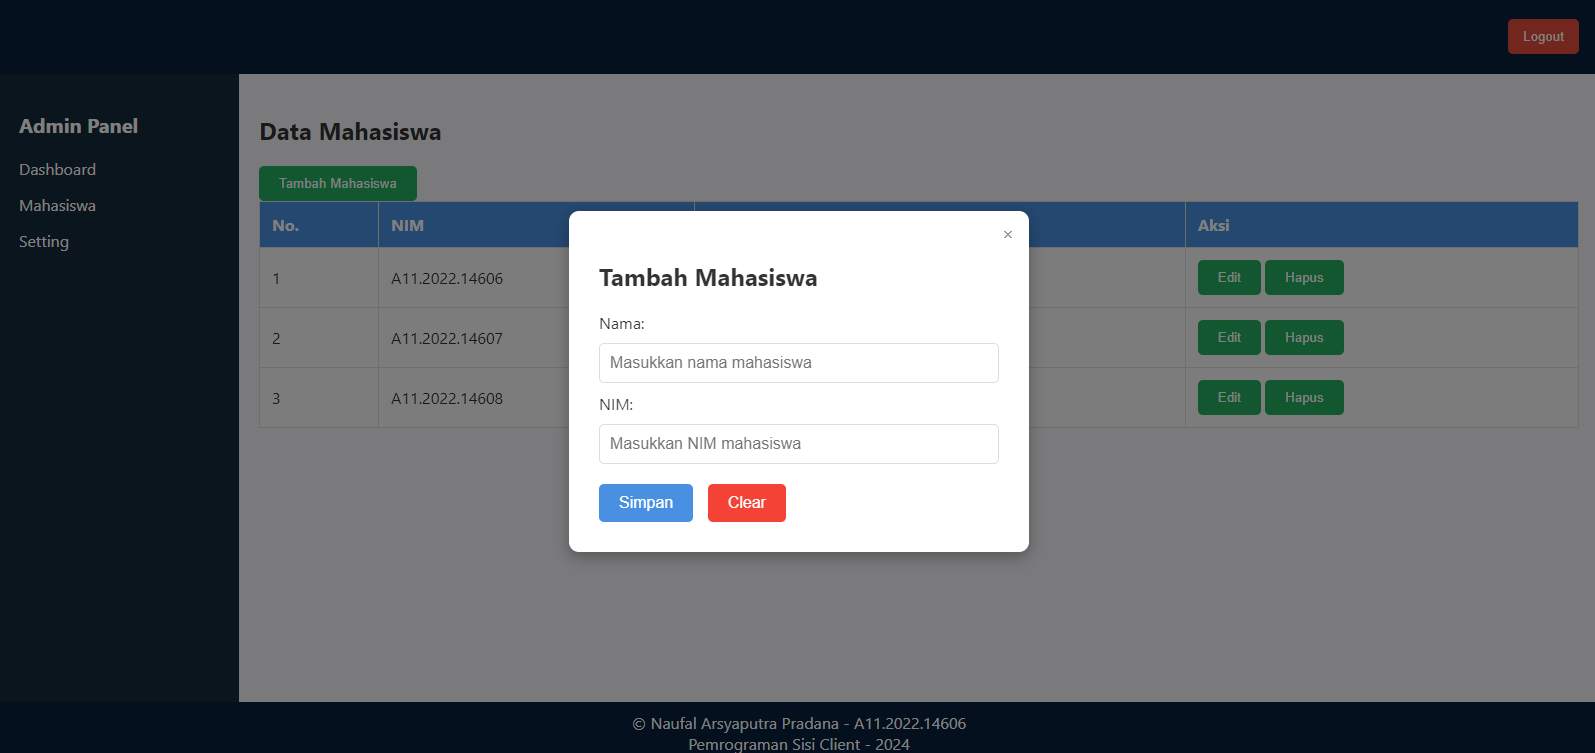 Logout
Admin Panel
Dashboard
Mahasiswa
Setting
Data Mahasiswa
Tambah Mahasiswa
No. NIM Aksi
1 A11.2022.14606 Edit Hapus
2 A11.2022.14607 Edit Hapus
3 A11.2022.14608 Edit Hapus
×
Tambah Mahasiswa
Nama:
Masukkan nama mahasiswa
NIM:
Masukkan NIM mahasiswa
Simpan Clear
© Naufal Arsyaputra Pradana - A11.2022.14606
Pemrograman Sisi Client - 2024